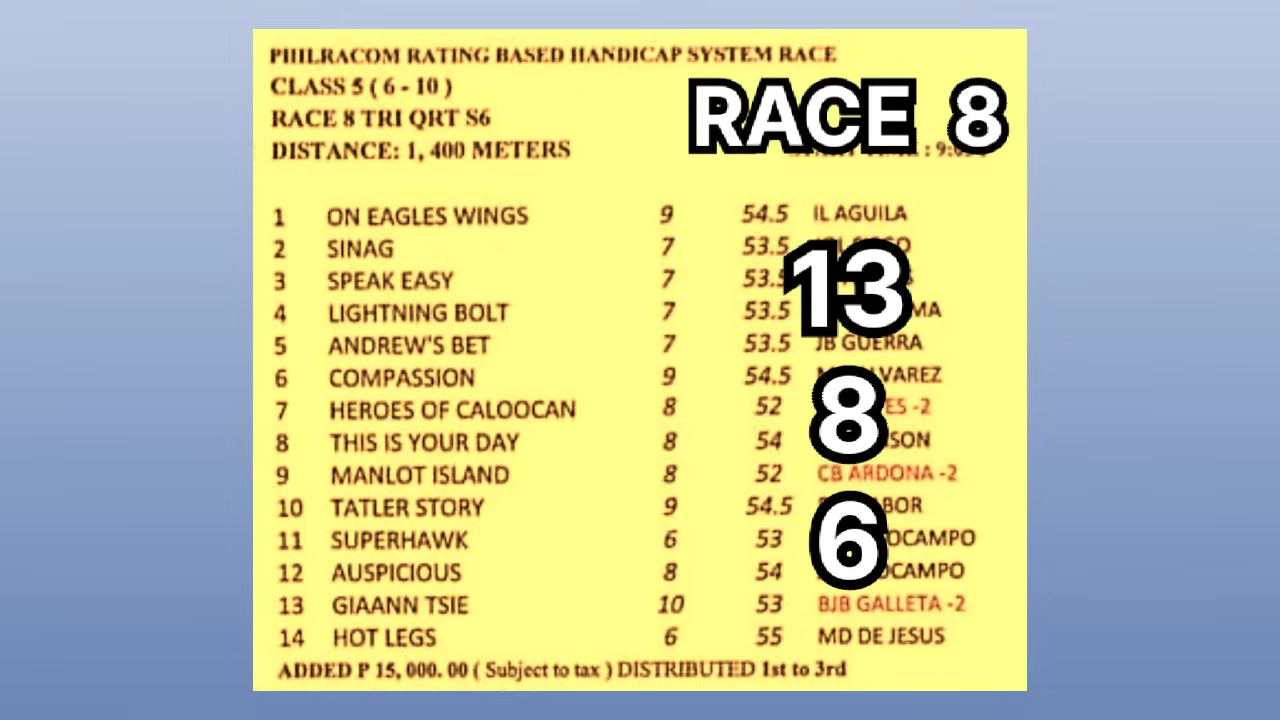 PHILRACOM RATING BASED HANDICAP SYSTEM RACE
CLASS 5 ( 6 - 10 )
RACE 8 TRI QRT S6
RACE 8
DISTANCE: 1, 400 METERS
1 ON EAGLES WINGS 9 54.5 IL AGUILA
2 SINAG 7 53.5
3 SPEAK EASY 7 53.5
13
4 LIGHTNING BOLT 7 53.5
5 ANDREW'S BET 7 53.5 JB GUERRA
6 COMPASSION 9 54.5
7 HEROES OF CALOOCAN 8 52 -2
8
8 THIS IS YOUR DAY 8 54
9 MANLOT ISLAND 8 52 CB ARDONA -2
10 TATLER STORY 9 54.5
6
11 SUPERHAWK 6 53 OCAMPO
12 AUSPICIOUS 8 54 OCAMPO
13 GIAANN TSIE 10 53 BJB GALLETA -2
14 HOT LEGS 6 55 MD DE JESUS
ADDED P 15, 000. 00 ( Subject to tax ) DISTRIBUTED 1st to 3rd